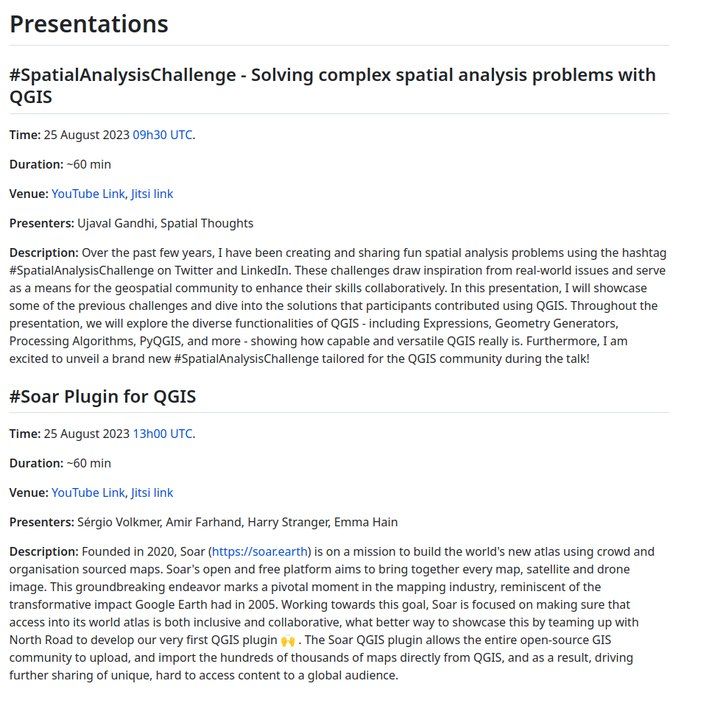 Presentations
#SpatialAnalysisChallenge - Solving complex spatial analysis problems with
QGIS
Time: 25 August 2023 09h30 UTC.
Duration: ~60 min
Venue: YouTube Link, Jitsi link
Presenters: Ujaval Gandhi, Spatial Thoughts
Description: Over the past few years, I have been creating and sharing fun spatial analysis problems using the hashtag
#SpatialAnalysisChallenge on Twitter and LinkedIn. These challenges draw inspiration from real-world issues and serve
as a means for the geospatial community to enhance their skills collaboratively. In this presentation, I will showcase
some of the previous challenges and dive into the solutions that participants contributed using QGIS. Throughout the
presentation, we will explore the diverse functionalities of QGIS - including Expressions, Geometry Generators,
Processing Algorithms, PyQGIS, and more - showing how capable and versatile QGIS really is. Furthermore, I am
excited to unveil a brand new #SpatialAnalysisChallenge tailored for the QGIS community during the talk!
#Soar Plugin for QGIS
Time: 25 August 2023 13h00 UTC.
Duration: ~60 min
Venue: YouTube Link, Jitsi link
Presenters: Sérgio Volkmer, Amir Farhand, Harry Stranger, Emma Hain
Description: Founded in 2020, Soar (https://soar.earth) is on a mission to build the world's new atlas using crowd and
organisation sourced maps. Soar's open and free platform aims to bring together every map, satellite and drone
image. This groundbreaking endeavor marks a pivotal moment in the mapping industry, reminiscent of the
transformative impact Google Earth had in 2005. Working towards this goal, Soar is focused on making sure that
access into its world atlas is both inclusive and collaborative, what better way to showcase this by teaming up with
North Road to develop our very first QGIS plugin 🙌 . The Soar QGIS plugin allows the entire open-source GIS
community to upload, and import the hundreds of thousands of maps directly from QGIS, and as a result, driving
further sharing of unique, hard to access content to a global audience.